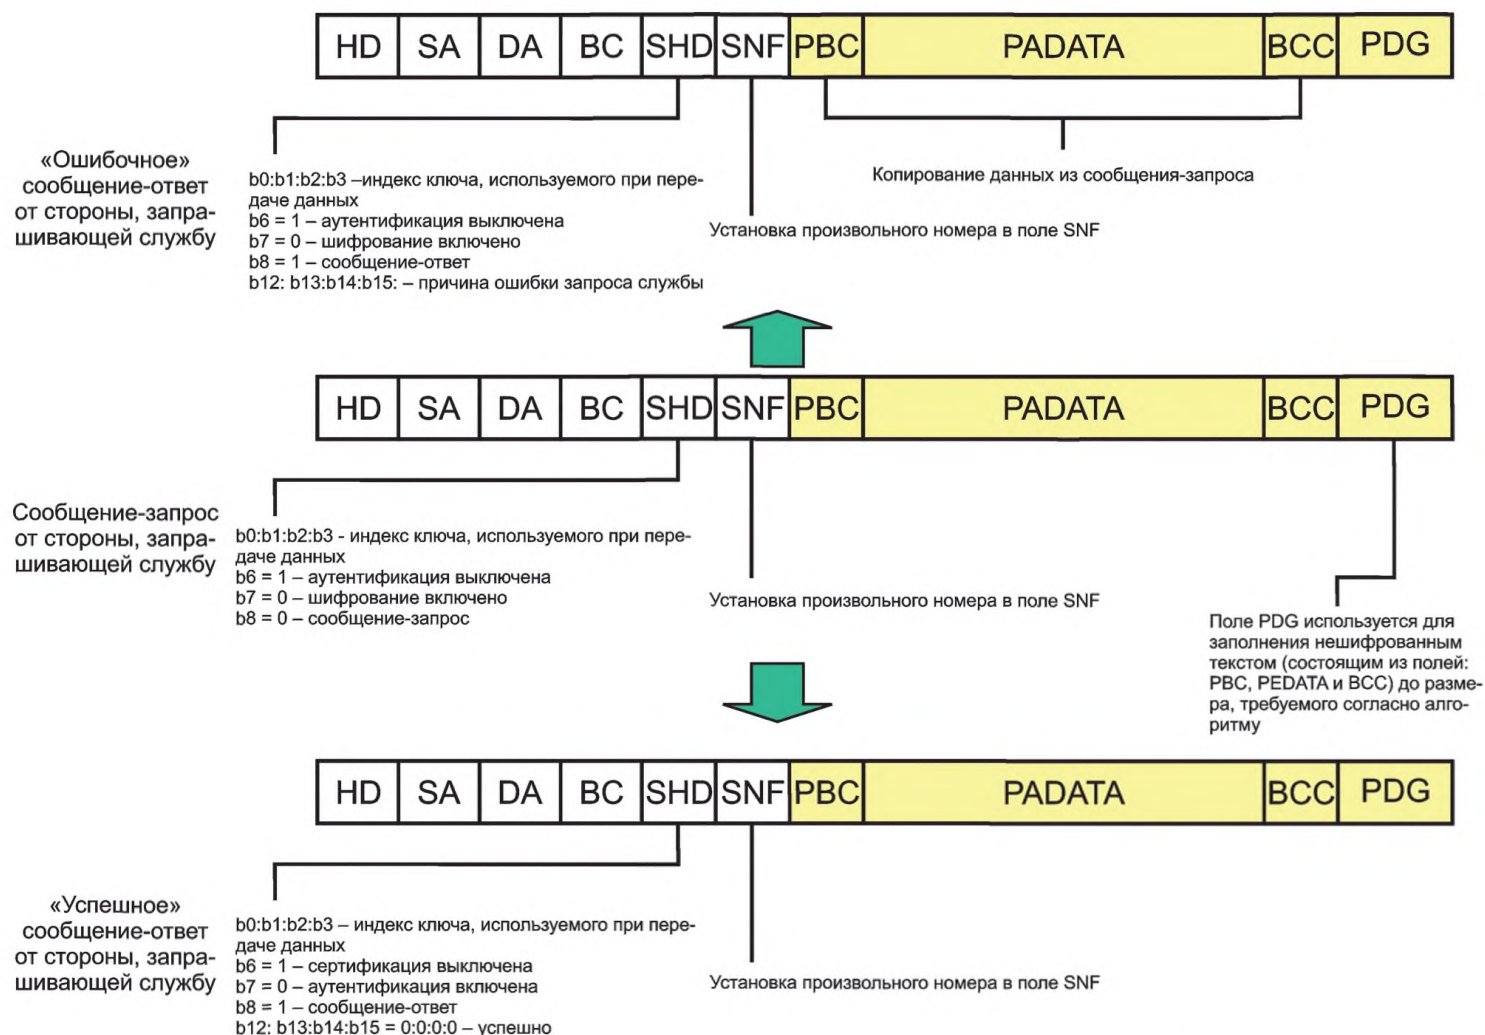 HD SA DA BC SHD SNF PBC PADATA BCC PDG
«Ошибочное»
сообщение-ответ
от стороны, запра-
шивающей службу
b0:b1:b2:b3 –индекс ключа, используемого при пере-
даче данных
b6 = 1 – аутентификация выключена
b7 = 0 – шифрование включено
b8 = 1 – сообщение-ответ
b12: b13:b14:b15: – причина ошибки запроса службы
Установка произвольного номера в поле SNF
Копирование данных из сообщения-запроса
HD SA DA BC SHD SNF PBC PADATA BCC PDG
Сообщение-запрос
от стороны, запра-
шивающей службу
b0:b1:b2:b3 - индекс ключа, используемого при пере-
даче данных
b6 = 1 – аутентификация выключена
b7 = 0 – шифрование включено
b8 = 0 – сообщение-запрос
Установка произвольного номера в поле SNF
Поле PDG используется для
заполнения нешифрованным
текстом (состоящим из полей:
PBC, PEDATA и BCC) до разме-
ра, требуемого согласно алго-
ритму
HD SA DA BC SHD SNF PBC PADATA BCC PDG
«Успешное»
сообщение-ответ
от стороны, запра-
шивающей службу
b0:b1:b2:b3 – индекс ключа, используемого при пере-
даче данных
b6 = 1 – сертификация выключена
b7 = 0 – аутентификация включена
b8 = 1 – сообщение-ответ
b12: b13:b14:b15 = 0:0:0:0 – успешно
Установка произвольного номера в поле SNF